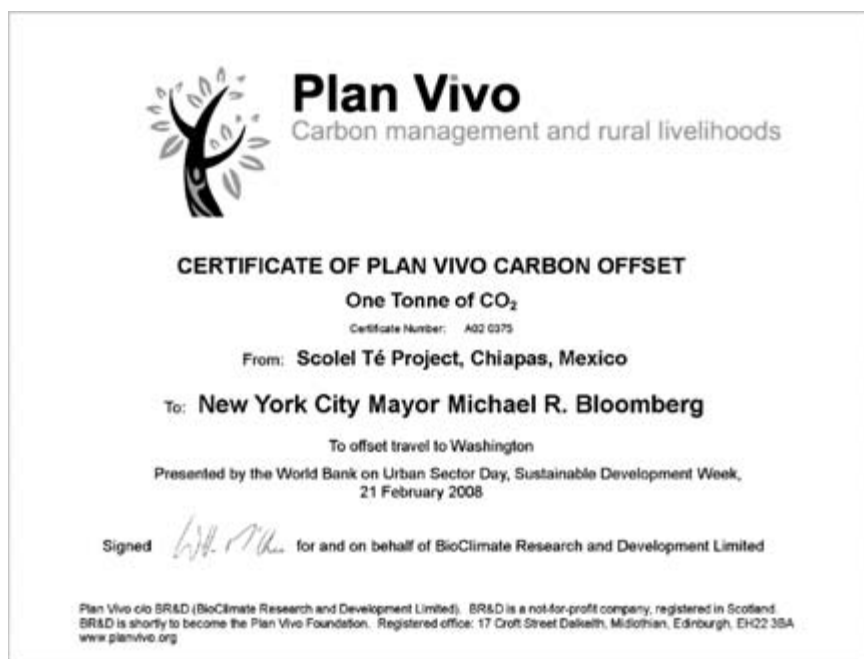 Plan Vivo
Carbon management and rural livelihoods
CERTIFICATE OF PLAN VIVO CARBON OFFSET
One Tonne of CO₂
Certificate Number: A02 0375
From: Scolel Té Project, Chiapas, Mexico
To: New York City Mayor Michael R. Bloomberg
To offset travel to Washington
Presented by the World Bank on Urban Sector Day, Sustainable Development Week,
21 February 2008
Signed for and on behalf of BioClimate Research and Development Limited
Plan Vivo c/o BR&D (BioClimate Research and Development Limited). BR&D is a not-for-profit company, registered in Scotland.
BR&D is shortly to become the Plan Vivo Foundation. Registered office: 17 Croft Street Dalkeith, Midlothian, Edinburgh, EH22 3BA
www.planvivo.org